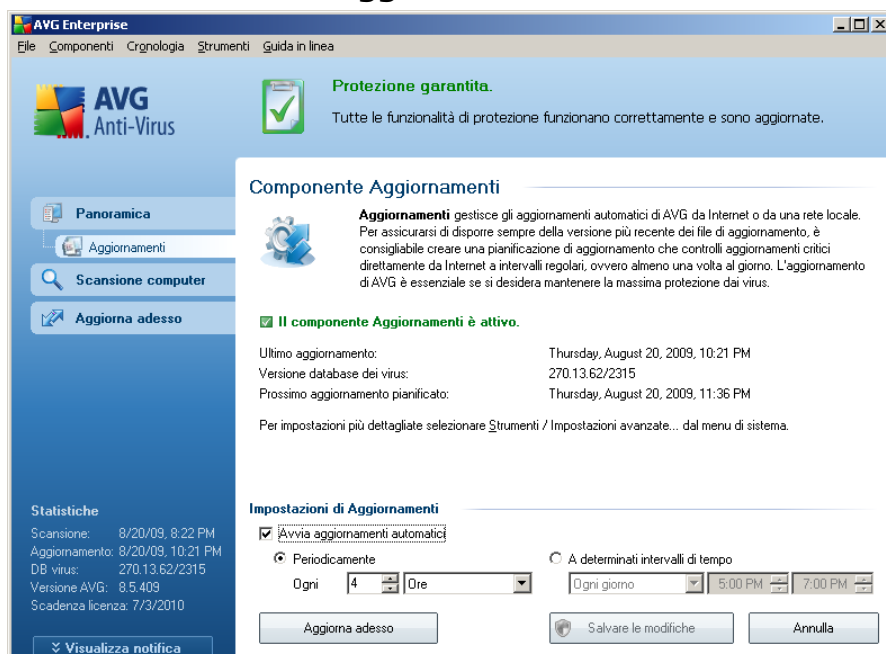 AVG Enterprise
File Componenti Cronologia Strumenti Guida in linea
AVG
Anti-Virus
Protezione garantita.
Tutte le funzionalità di protezione funzionano correttamente e sono aggiornate.
Panoramica
Aggiornamenti
Scansione computer
Aggiorna adesso
Componente Aggiornamenti
Aggiornamenti gestisce gli aggiornamenti automatici di AVG da Internet o da una rete locale.
Per assicurarsi di disporre sempre della versione più recente dei file di aggiornamento, è
consigliabile creare una pianificazione di aggiornamento che controlli aggiornamenti critici
direttamente da Internet a intervalli regolari, ovvero almeno una volta al giorno. L'aggiornamento
di AVG è essenziale se si desidera mantenere la massima protezione dai virus.
Il componente Aggiornamenti è attivo.
Ultimo aggiornamento: Thursday, August 20, 2009, 10:21 PM
Versione database dei virus: 270.13.62/2315
Prossimo aggiornamento pianificato: Thursday, August 20, 2009, 11:36 PM
Per impostazioni più dettagliate selezionare Strumenti / Impostazioni avanzate... dal menu di sistema.
Statistiche
Scansione: 8/20/09, 8:22 PM
Aggiornamento: 8/20/09, 10:21 PM
DB virus: 270.13.62/2315
Versione AVG: 8.5.409
Scadenza licenza: 7/3/2010
Visualizza notifica
Impostazioni di Aggiornamenti
Avvia aggiornamenti automatici
Periodicamente
A determinati intervalli di tempo
Ogni 4 Ore
Ogni giorno 5:00 PM 7:00 PM
Aggiorna adesso
Salvare le modifiche
Annulla